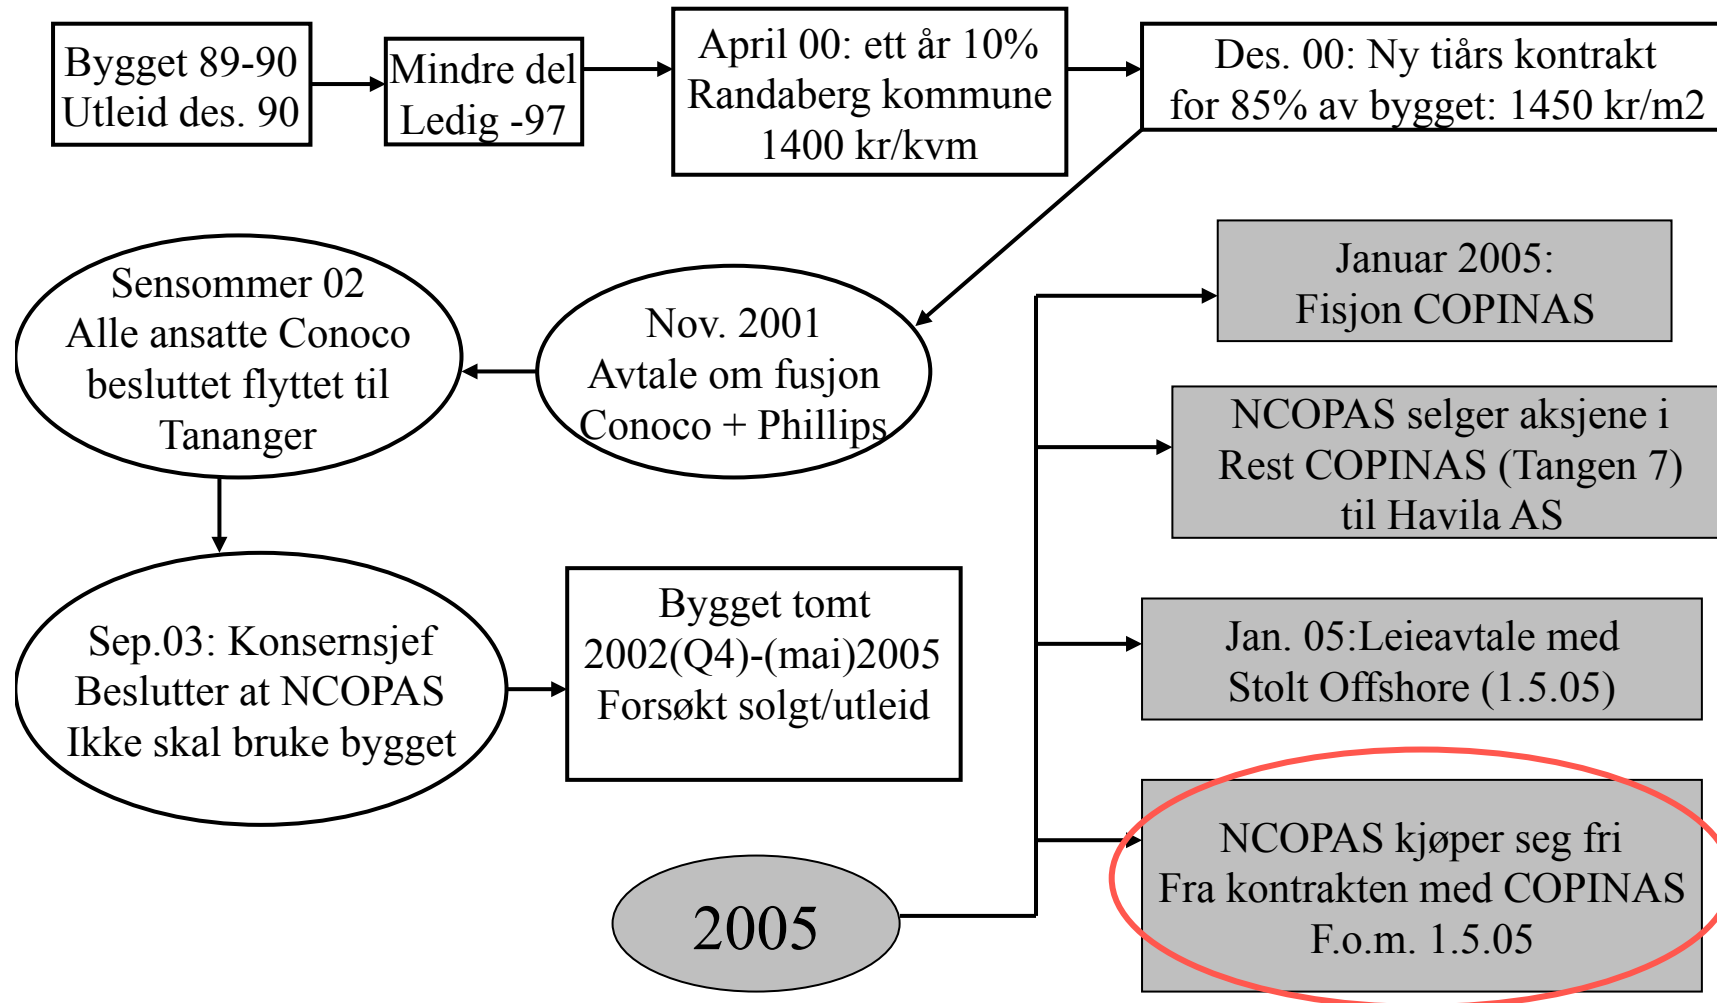 Bygget 89-90
Utleid des. 90
Mindre del
Ledig -97
April 00: ett år 10%
Randaberg kommune
1400 kr/kvm
Des. 00: Ny tiårs kontrakt
for 85% av bygget: 1450 kr/m2
Nov. 2001
Avtale om fusjon
Conoco + Phillips
Sensommer 02
Alle ansatte Conoco
besluttet flyttet til
Tananger
Sep.03: Konsernsjef
Beslutter at NCOPAS
Ikke skal bruke bygget
Bygget tomt
2002(Q4)-(mai)2005
Forsøkt solgt/utleid
2005
Januar 2005:
Fisjon COPINAS
NCOPAS selger aksjene i
Rest COPINAS (Tangen 7)
til Havila AS
Jan. 05:Leieavtale med
Stolt Offshore (1.5.05)
NCOPAS kjøper seg fri
Fra kontrakten med COPINAS
F.o.m. 1.5.05